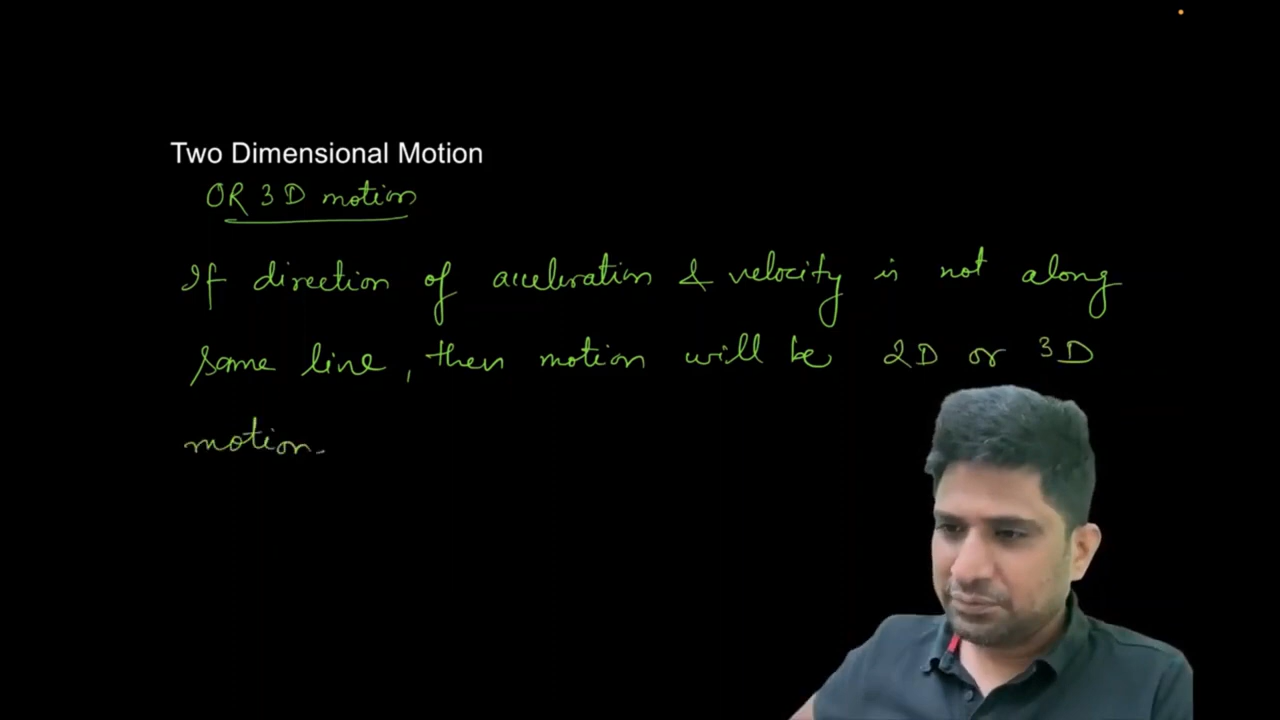 Two Dimensional Motion
OR 3D motion
If direction of acceleration & velocity is not along
same line, then motion will be 2D or 3D
motion.